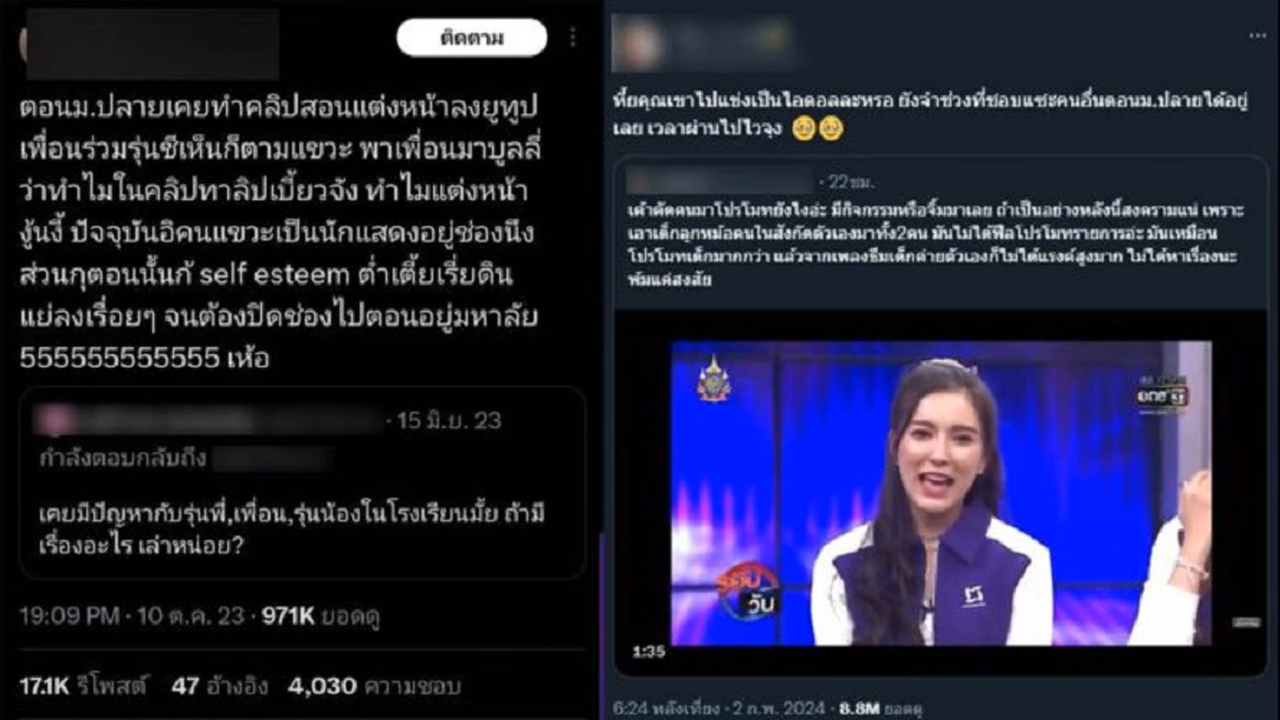 ติดตาม
ตอนม.ปลายเคยทำคลิปสอนแต่งหน้าลงยูทูป
เพื่อนร่วมรุ่นชีเห็นก็ตามแขวะ พาเพื่อนมาบูลลี่
ว่าทำไมในคลิปทาลิปเบี้ยวจัง ทำไมแต่งหน้า
งู้นงี้ ปัจจุบันอิคนแขวะเป็นนักแสดงอยู่ช่องนึง
ส่วนกุตอนนั้นก้ self esteem ต่ำเตี้ยเรี่ยดิน
แย่ลงเรื่อยๆ จนต้องปิดช่องไปตอนอยู่มหาลัย
555555555555 เห้อ
· 15 มิ.ย. 23
กำลังตอบกลับถึง
เคยมีปัญหากับรุ่นพี่,เพื่อน,รุ่นน้องในโรงเรียนมั้ย ถ้ามี
เรื่องอะไร เล่าหน่อย?
19:09 PM · 10 ต.ค. 23 · 971K ยอดดู
17.1K รีโพสต์ 47 อ้างอิง 4,030 ความชอบ
หื้ยคุณเขาไปแข่งเป็นไอดอลละหรอ ยังจำช่วงที่ชอบแซะคนอื่นตอนม.ปลายได้อยู่
เลย เวลาผ่านไปไวจุง 🥹🥹
· 22ชม.
เค้าคัดคนมาโปรโมทยังไงอ่ะ มีกิจกรรมหรือจิ้มมาเลย ถ้าเป็นอย่างหลังนี้สงครามแน่ เพราะ
เอาเด็กลูกหม้อคนในสังกัดตัวเองมาทั้ง2คน มันไม่ได้ฟีลโปรโมทรายการอ่ะ มันเหมือน
โปรโมทเด็กมากกว่า แล้วจากเพลงธีมเด็กค่ายตัวเองก็ไม่ได้แรงค์สูงมาก ไม่ได้หาเรื่องนะ
พัมแค่สงสัย
วัน
1:35
6:24 หลังเที่ยง · 2 ก.พ. 2024 · 8.8M ยอดดู